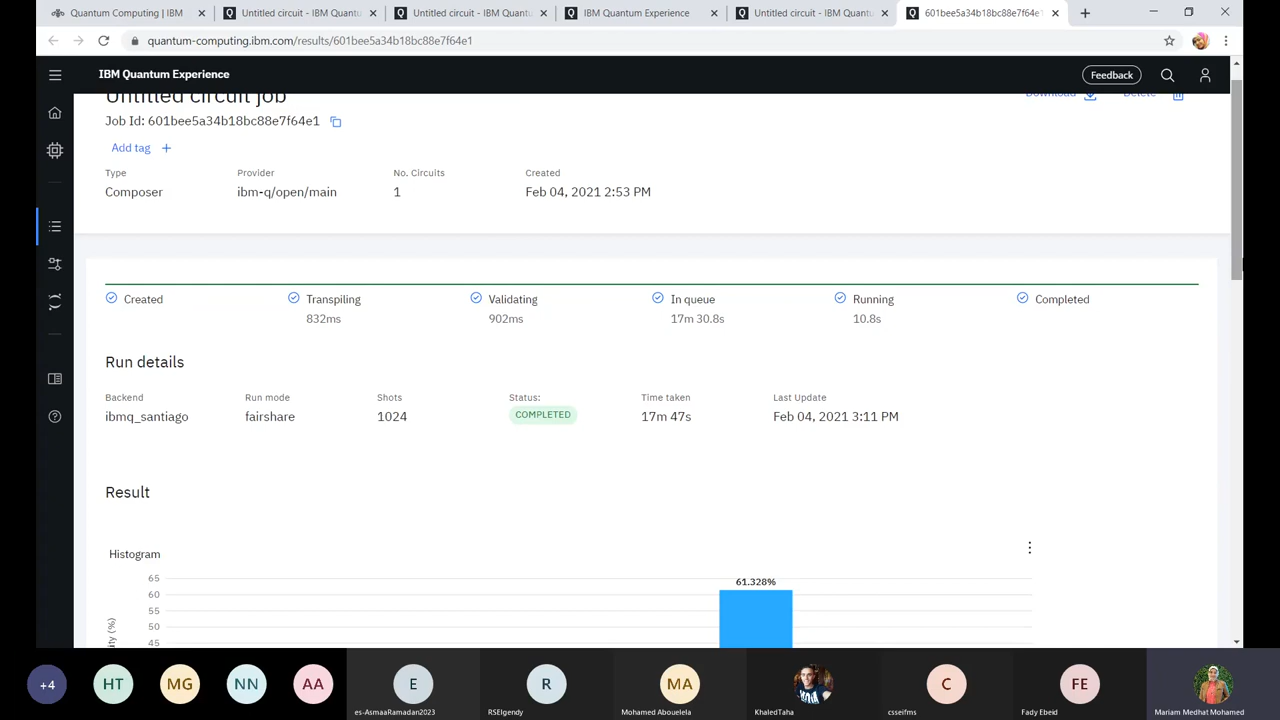 Quantum Computing | IBM
Untitled circuit - IBM Quantu
Untitled circuit - IBM Quantu
IBM Quantum Experience
Untitled circuit - IBM Quantu
601bee5a34b18bc88e7f64e1
quantum-computing.ibm.com/results/601bee5a34b18bc88e7f64e1
IBM Quantum Experience
Feedback
Untitled circuit job
Download
Delete
Job Id: 601bee5a34b18bc88e7f64e1
Add tag +
Type
Provider
No. Circuits
Created
Composer
ibm-q/open/main
1
Feb 04, 2021 2:53 PM
Created
Transpiling
Validating
In queue
Running
Completed
832ms
902ms
17m 30.8s
10.8s
Run details
Backend
Run mode
Shots
Status:
Time taken
Last Update
ibmq_santiago
fairshare
1024
COMPLETED
17m 47s
Feb 04, 2021 3:11 PM
Result
Histogram
65
61.328%
60
55
50
45
ity (%)
+4
HT
MG
NN
AA
E
R
MA
C
FE
es-AsmaaRamadan2023
RSElgendy
Mohamed Abouelela
KhaledTaha
csseifms
Fady Ebeid
Mariam Medhat Mohamed